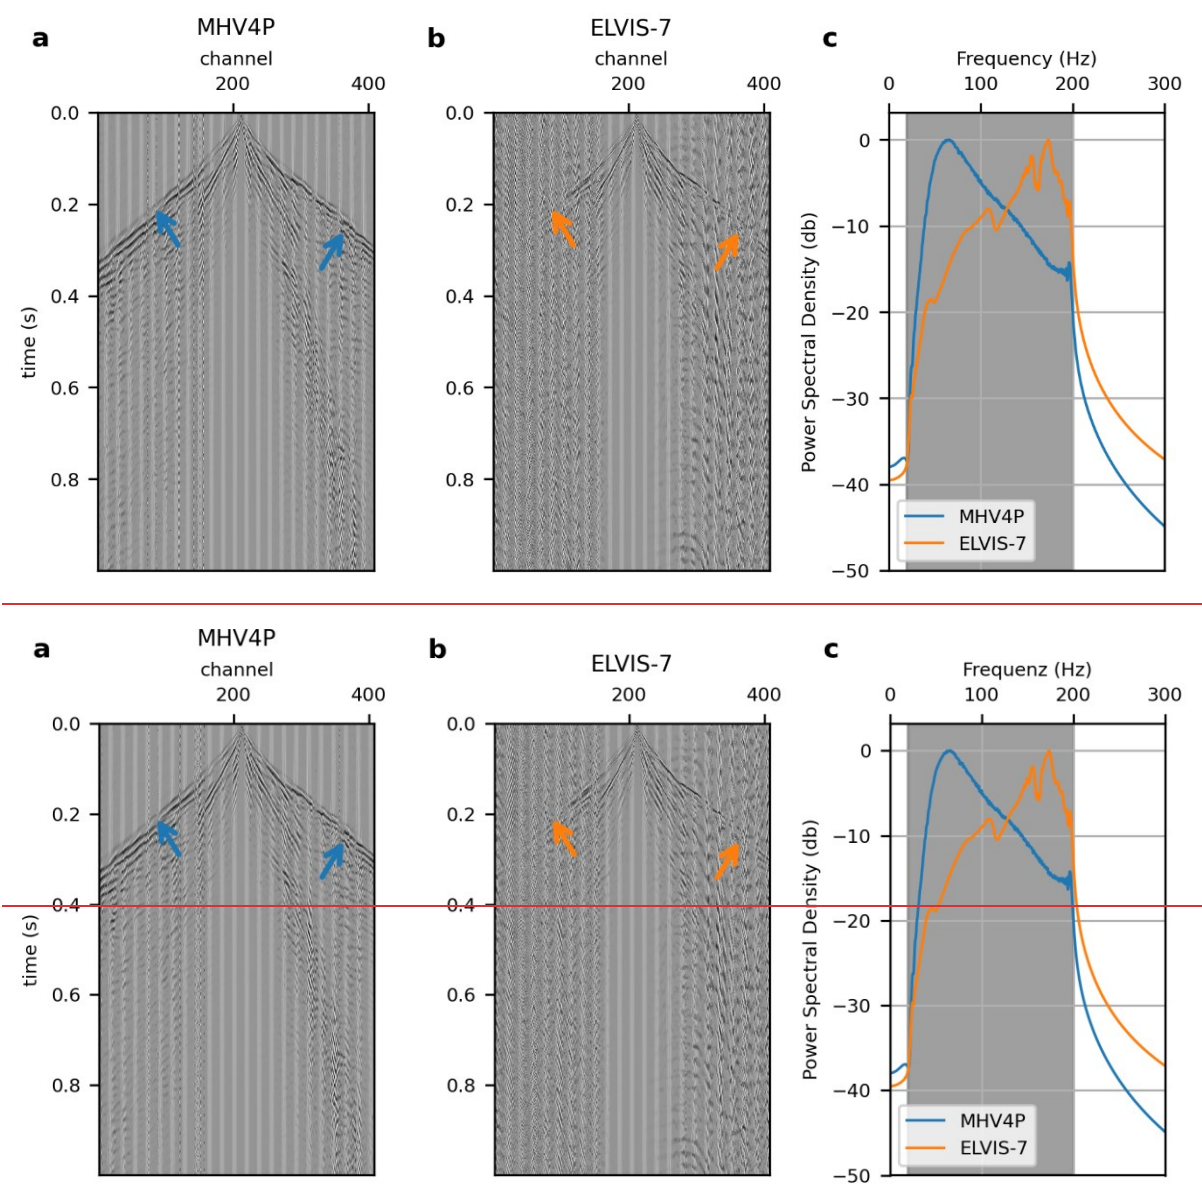 a MHV4P b ELVIS-7 c
channel channel Frequency (Hz)
200 400 200 400 0 100 200 300
0.0 0.0 0
0.2 0.2 −10
0.4 0.4 −20
0.6 0.6 −30
0.8 0.8 −40
−50
time (s)
Power Spectral Density (db)
MHV4P
ELVIS-7
a MHV4P b ELVIS-7 c
channel Frequenz (Hz)
200 400 200 400 0 100 200 300
0.0 0.0 0
0.2 0.2 −10
0.4 0.4 −20
0.6 0.6 −30
0.8 0.8 −40
−50
time (s)
Power Spectral Density (db)
MHV4P
ELVIS-7